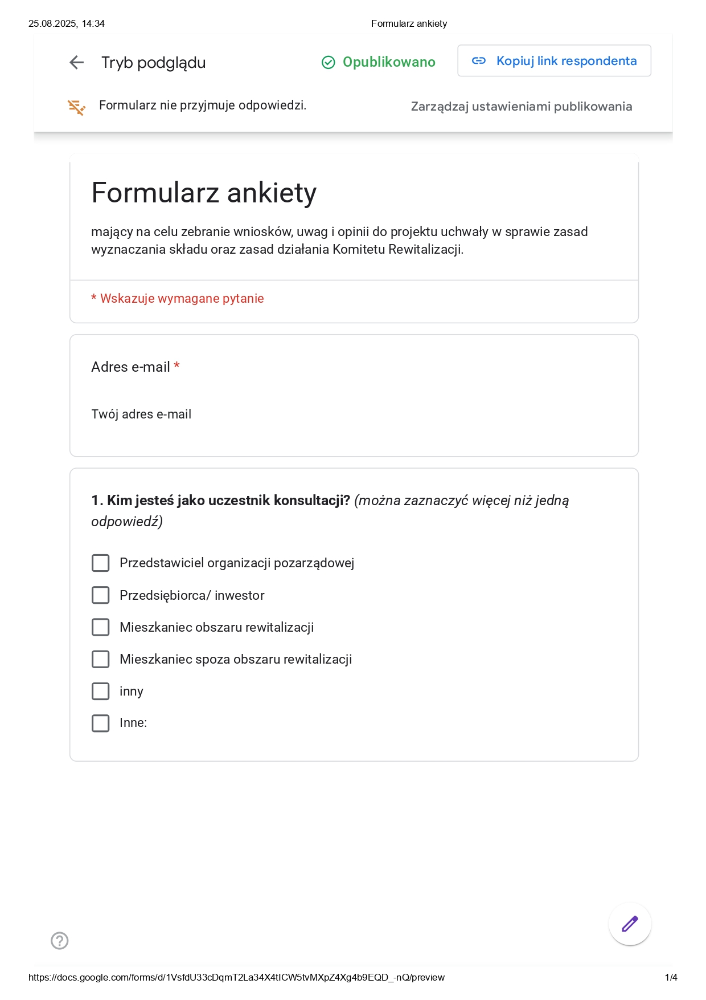 25.08.2025, 14:34
Formularz ankiety
Tryb podglądu
Opublikowano
Kopiuj link respondenta
Formularz nie przyjmuje odpowiedzi.
Zarządzaj ustawieniami publikowania
Formularz ankiety
mający na celu zebranie wniosków, uwag i opinii do projektu uchwały w sprawie zasad
wyznaczania składu oraz zasad działania Komitetu Rewitalizacji.
* Wskazuje wymagane pytanie
Adres e-mail *
Twój adres e-mail
1. Kim jesteś jako uczestnik konsultacji? (można zaznaczyć więcej niż jedną
odpowiedź)
Przedstawiciel organizacji pozarządowej
Przedsiębiorca/ inwestor
Mieszkaniec obszaru rewitalizacji
Mieszkaniec spoza obszaru rewitalizacji
inny
Inne:
https://docs.google.com/forms/d/1VsfdU33cDqmT2La34X4tICW5tvMXpZ4Xg4b9EQD_-nQ/preview
1/4